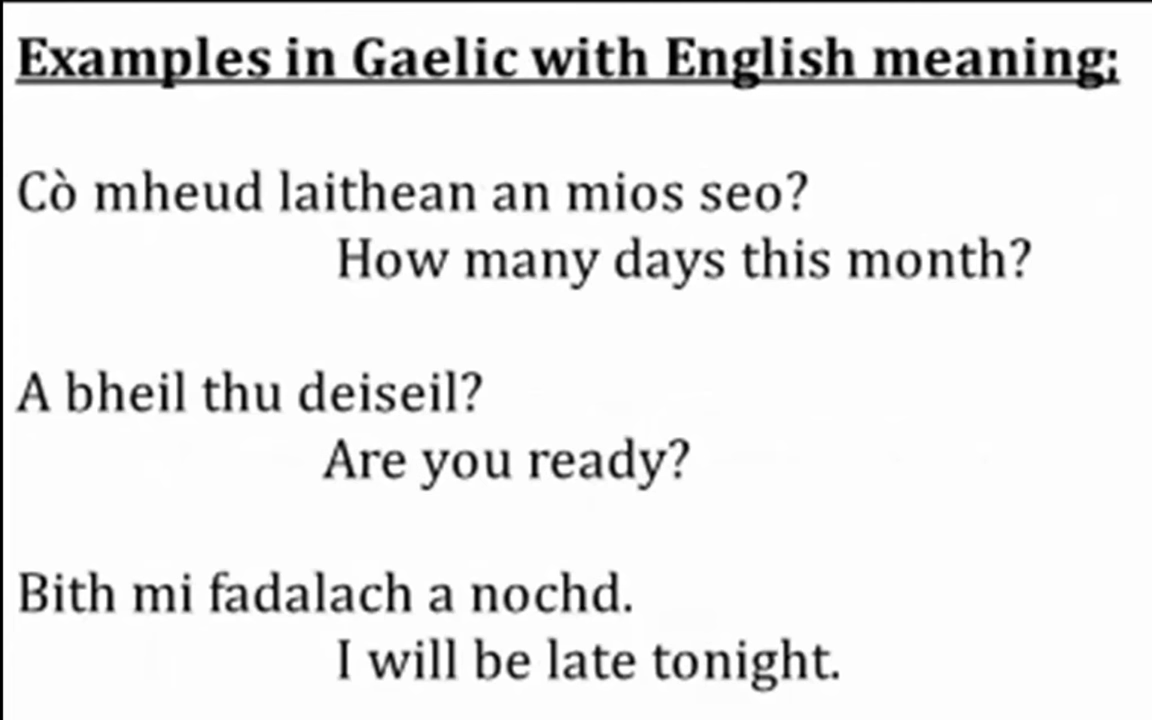 Examples in Gaelic with English meaning;
Cò mheud laithean an mios seo?
How many days this month?
A bheil thu deiseil?
Are you ready?
Bith mi fadalach a nochd.
I will be late tonight.